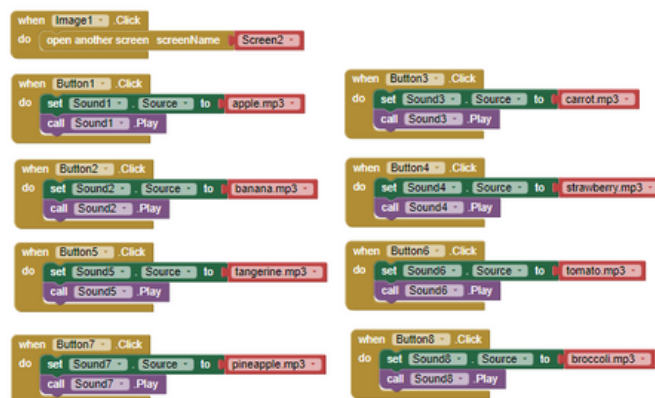 when Image1 .Click
do open another screen screenName Screen2
when Button1 .Click
do set Sound1 . Source to apple.mp3
call Sound1 .Play
when Button3 .Click
do set Sound3 . Source to carrot.mp3
call Sound3 .Play
when Button2 .Click
do set Sound2 . Source to banana.mp3
call Sound2 .Play
when Button4 .Click
do set Sound4 . Source to strawberry.mp3
call Sound4 .Play
when Button5 .Click
do set Sound5 . Source to tangerine.mp3
call Sound5 .Play
when Button6 .Click
do set Sound6 . Source to tomato.mp3
call Sound6 .Play
when Button7 .Click
do set Sound7 . Source to pineapple.mp3
call Sound7 .Play
when Button8 .Click
do set Sound8 . Source to broccoli.mp3
call Sound8 .Play